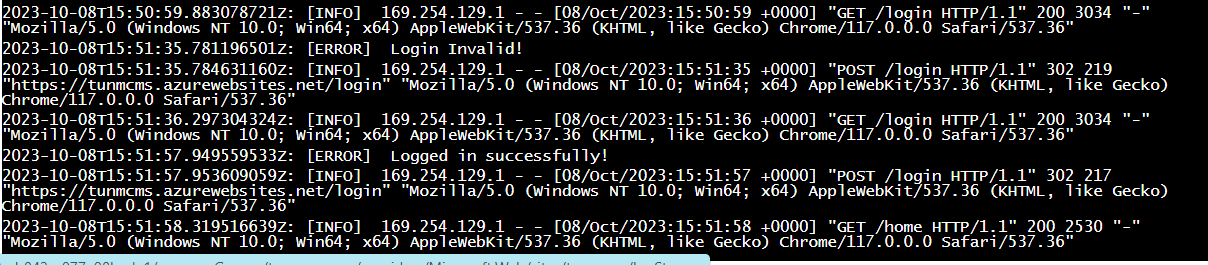 2023-10-08T15:50:59.883078721Z: [INFO]  169.254.129.1 - - [08/Oct/2023:15:50:59 +0000] "GET /login HTTP/1.1" 200 3034 "-"
"Mozilla/5.0 (Windows NT 10.0; Win64; x64) AppleWebKit/537.36 (KHTML, like Gecko) Chrome/117.0.0.0 Safari/537.36"
2023-10-08T15:51:35.781196501Z: [ERROR]  Login Invalid!
2023-10-08T15:51:35.784631160Z: [INFO]  169.254.129.1 - - [08/Oct/2023:15:51:35 +0000] "POST /login HTTP/1.1" 302 219
"https://tunmcms.azurewebsites.net/login" "Mozilla/5.0 (Windows NT 10.0; Win64; x64) AppleWebKit/537.36 (KHTML, like Gecko)
Chrome/117.0.0.0 Safari/537.36"
2023-10-08T15:51:36.297304324Z: [INFO]  169.254.129.1 - - [08/Oct/2023:15:51:36 +0000] "GET /login HTTP/1.1" 200 3034 "-"
"Mozilla/5.0 (Windows NT 10.0; Win64; x64) AppleWebKit/537.36 (KHTML, like Gecko) Chrome/117.0.0.0 Safari/537.36"
2023-10-08T15:51:57.949559533Z: [ERROR]  Logged in successfully!
2023-10-08T15:51:57.953609059Z: [INFO]  169.254.129.1 - - [08/Oct/2023:15:51:57 +0000] "POST /login HTTP/1.1" 302 217
"https://tunmcms.azurewebsites.net/login" "Mozilla/5.0 (Windows NT 10.0; Win64; x64) AppleWebKit/537.36 (KHTML, like Gecko)
Chrome/117.0.0.0 Safari/537.36"
2023-10-08T15:51:58.319516639Z: [INFO]  169.254.129.1 - - [08/Oct/2023:15:51:58 +0000] "GET /home HTTP/1.1" 200 2530 "-"
"Mozilla/5.0 (Windows NT 10.0; Win64; x64) AppleWebKit/537.36 (KHTML, like Gecko) Chrome/117.0.0.0 Safari/537.36"